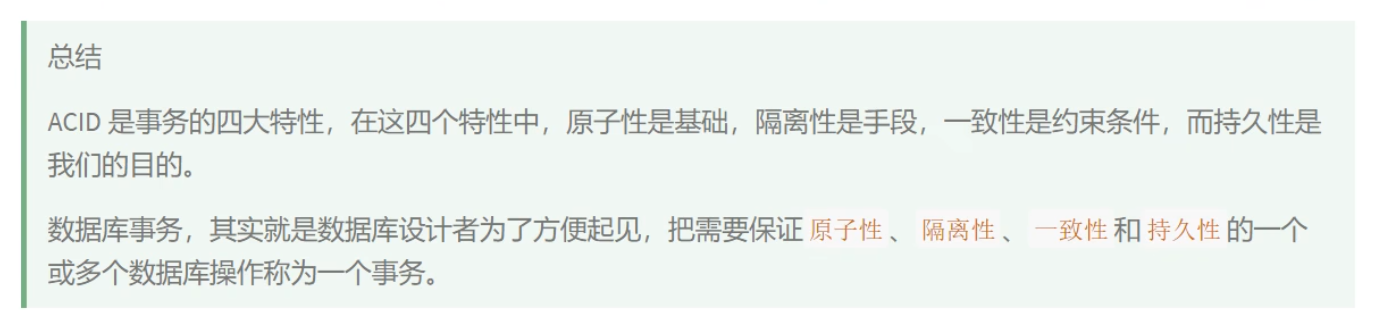 总结
ACID 是事务的四大特性，在这四个特性中，原子性是基础，隔离性是手段，一致性是约束条件，而持久性是
我们的目的。
数据库事务，其实就是数据库设计者为了方便起见，把需要保证 原子性 、 隔离性 、 一致性 和 持久性 的一个
或多个数据库操作称为一个事务。